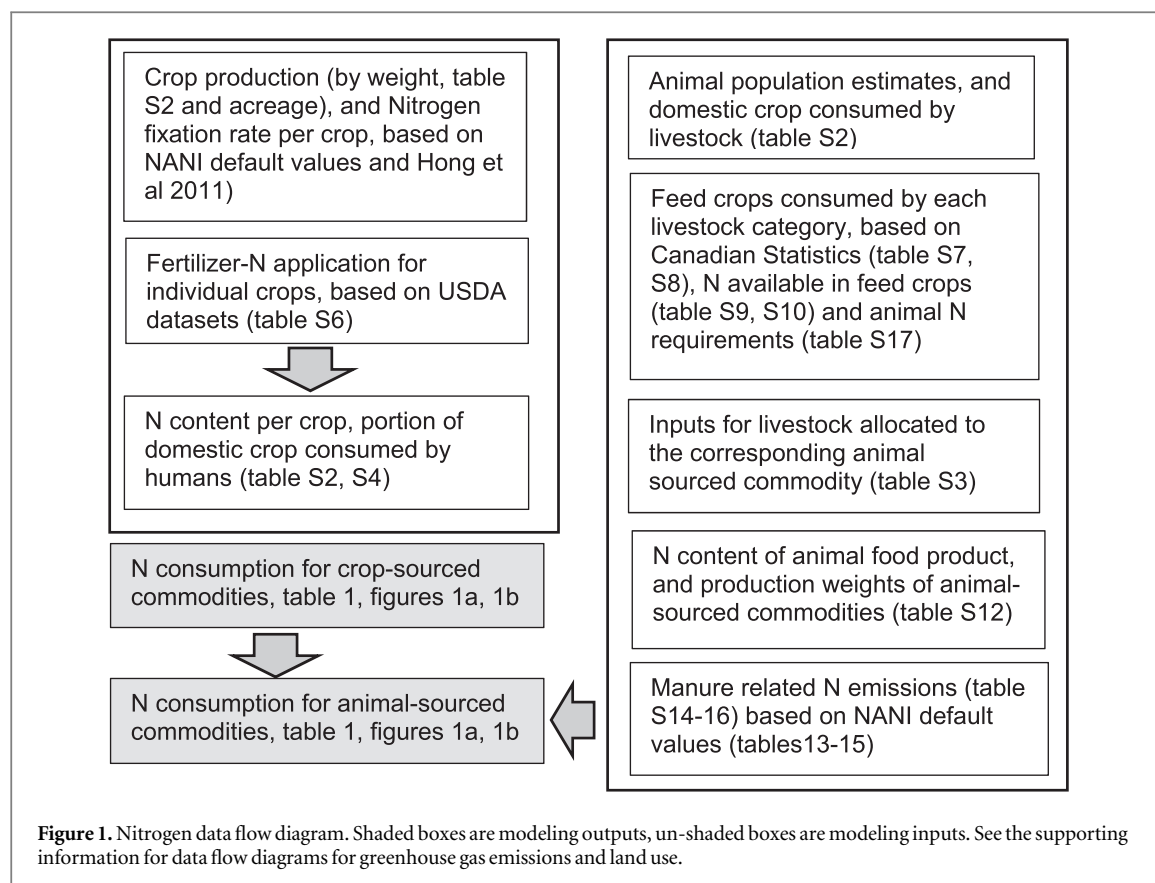 Crop production (by weight, table
S2 and acreage), and Nitrogen
fixation rate per crop, based on
NANI default values and Hong et
al 2011)
Fertilizer-N application for
individual crops, based on USDA
datasets (table S6)
N content per crop, portion of
domestic crop consumed by
humans (table S2, S4)
N consumption for crop-sourced
commodities, table 1, figures 1a, 1b
N consumption for animal-sourced
commodities, table 1, figures 1a, 1b
Animal population estimates, and
domestic crop consumed by
livestock (table S2)
Feed crops consumed by each
livestock category, based on
Canadian Statistics (table S7,
S8), N available in feed crops
(table S9, S10) and animal N
requirements (table S17)
Inputs for livestock allocated to
the corresponding animal
sourced commodity (table S3)
N content of animal food product,
and production weights of animal-
sourced commodities (table S12)
Manure related N emissions (table
S14-16) based on NANI default
values (tables13-15)
Figure 1. Nitrogen data flow diagram. Shaded boxes are modeling outputs, un-shaded boxes are modeling inputs. See the supporting
information for data flow diagrams for greenhouse gas emissions and land use.